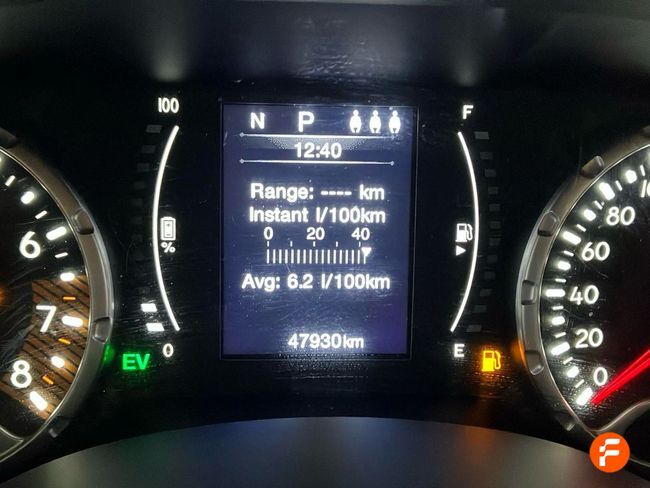 100
N P
F
12:40
Range: ---- km
Instant l/100km
0 20 40
%
Avg: 6.2 l/100km
47930km
0
E
EV
6
7
8
80
60
40
20
0
F